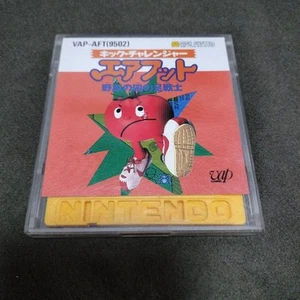 VAP-AFT(9502)
キック・チャレンジャー
エアフット
野菜の国の足戦士
vap
NINTENDO